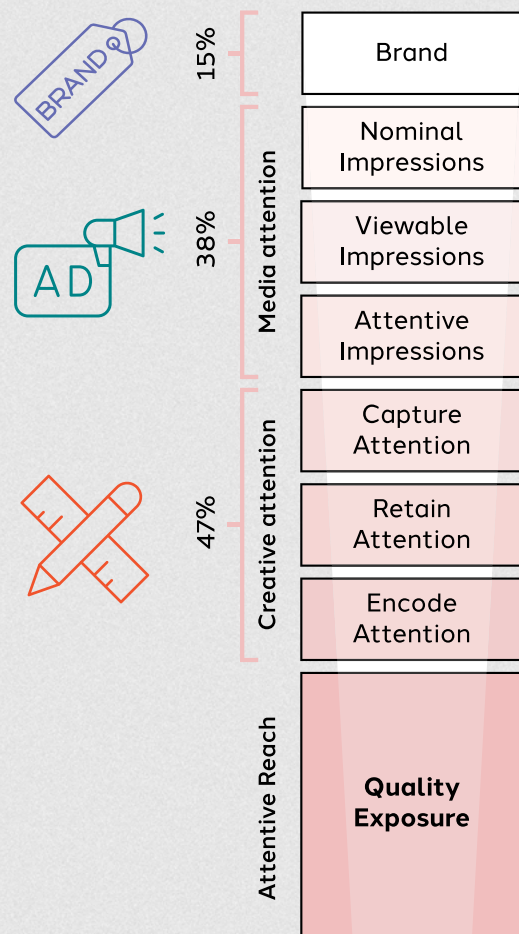 BRAND
15%
Brand
Nominal
Impressions
Viewable
Impressions
Attentive
Impressions
Media attention
38%
AD
Capture
Attention
Retain
Attention
Encode
Attention
Creative attention
47%
Attentive Reach
Quality
Exposure